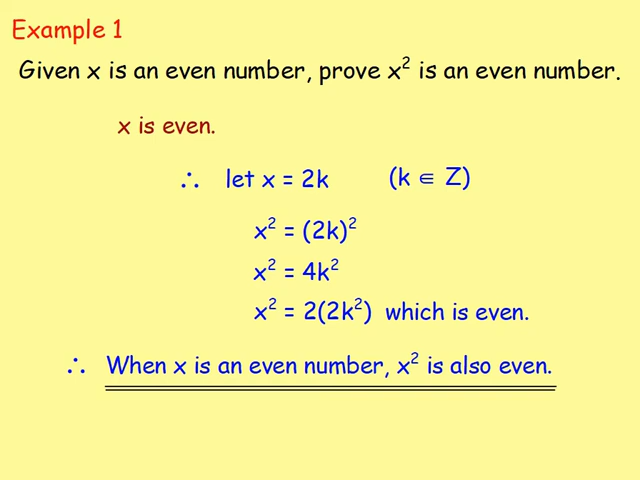 Example 1
Given x is an even number, prove x² is an even number.
x is even.
∴ let x = 2k (k ∈ Z)
x² = (2k)²
x² = 4k²
x² = 2(2k²) which is even.
∴ When x is an even number, x² is also even.